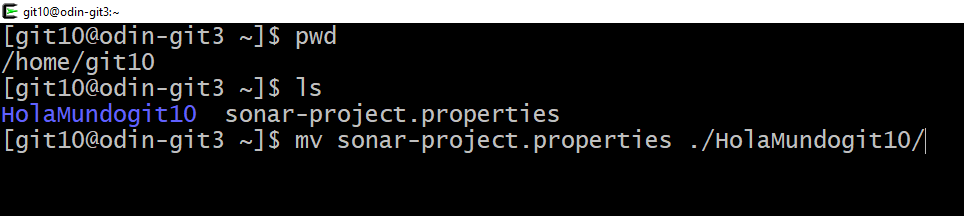 git10@odin-git3:~
[git10@odin-git3 ~]$ pwd
/home/git10
[git10@odin-git3 ~]$ ls
HolaMundogit10  sonar-project.properties
[git10@odin-git3 ~]$ mv sonar-project.properties ./HolaMundogit10/